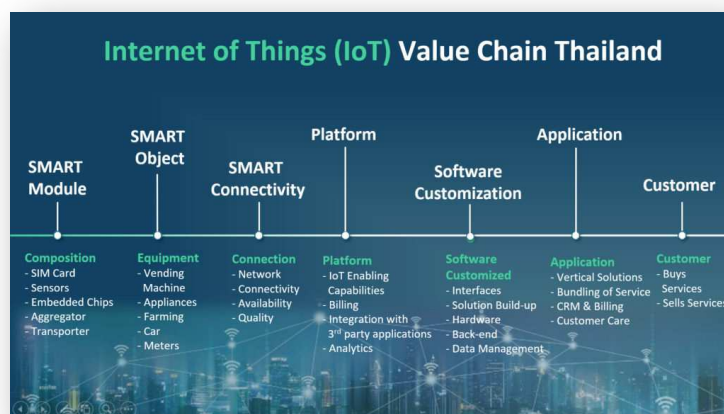 Internet of Things (IoT) Value Chain Thailand
SMART
Module
SMART
Object
SMART
Connectivity
Platform
Software
Customization
Application
Customer
Composition
- SIM Card
- Sensors
- Embedded Chips
- Aggregator
- Transporter
Equipment
- Vending
Machine
- Appliances
- Farming
- Car
- Meters
Connection
- Network
- Connectivity
- Availability
- Quality
Platform
- IoT Enabling
Capabilities
- Billing
- Integration with
3rd party applications
- Analytics
Software
Customized
- Interfaces
- Solution Build-up
- Hardware
- Back-end
- Data Management
Application
- Vertical Solutions
- Bundling of Service
- CRM & Billing
- Customer Care
Customer
- Buys
Services
- Sells Services